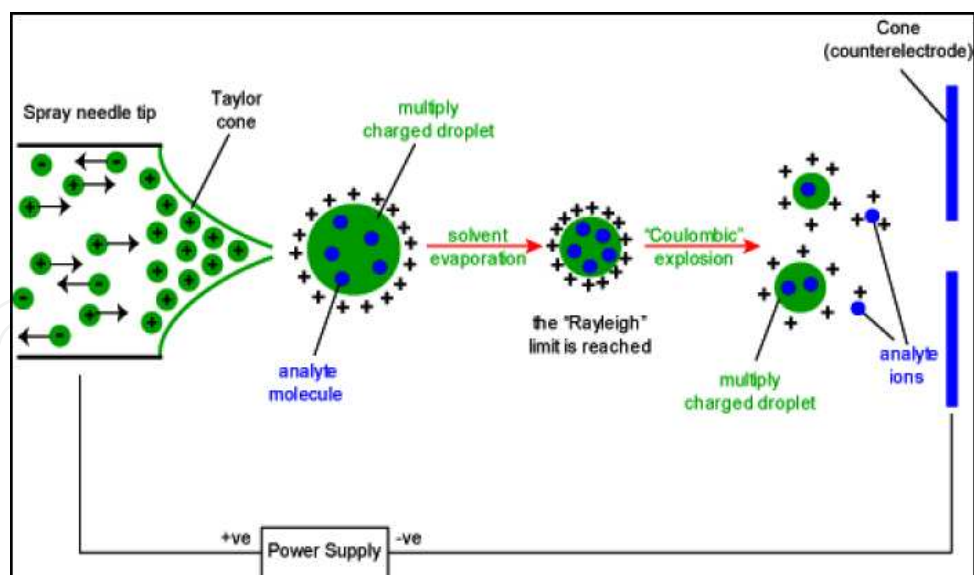 Cone
(counterelectrode)
Spray needle tip
Taylor
cone
multiply
charged droplet
solvent
evaporation
"Coulombic"
explosion
the "Rayleigh"
limit is reached
analyte
molecule
multiply
charged droplet
analyte
ions
+ve
Power Supply
-ve